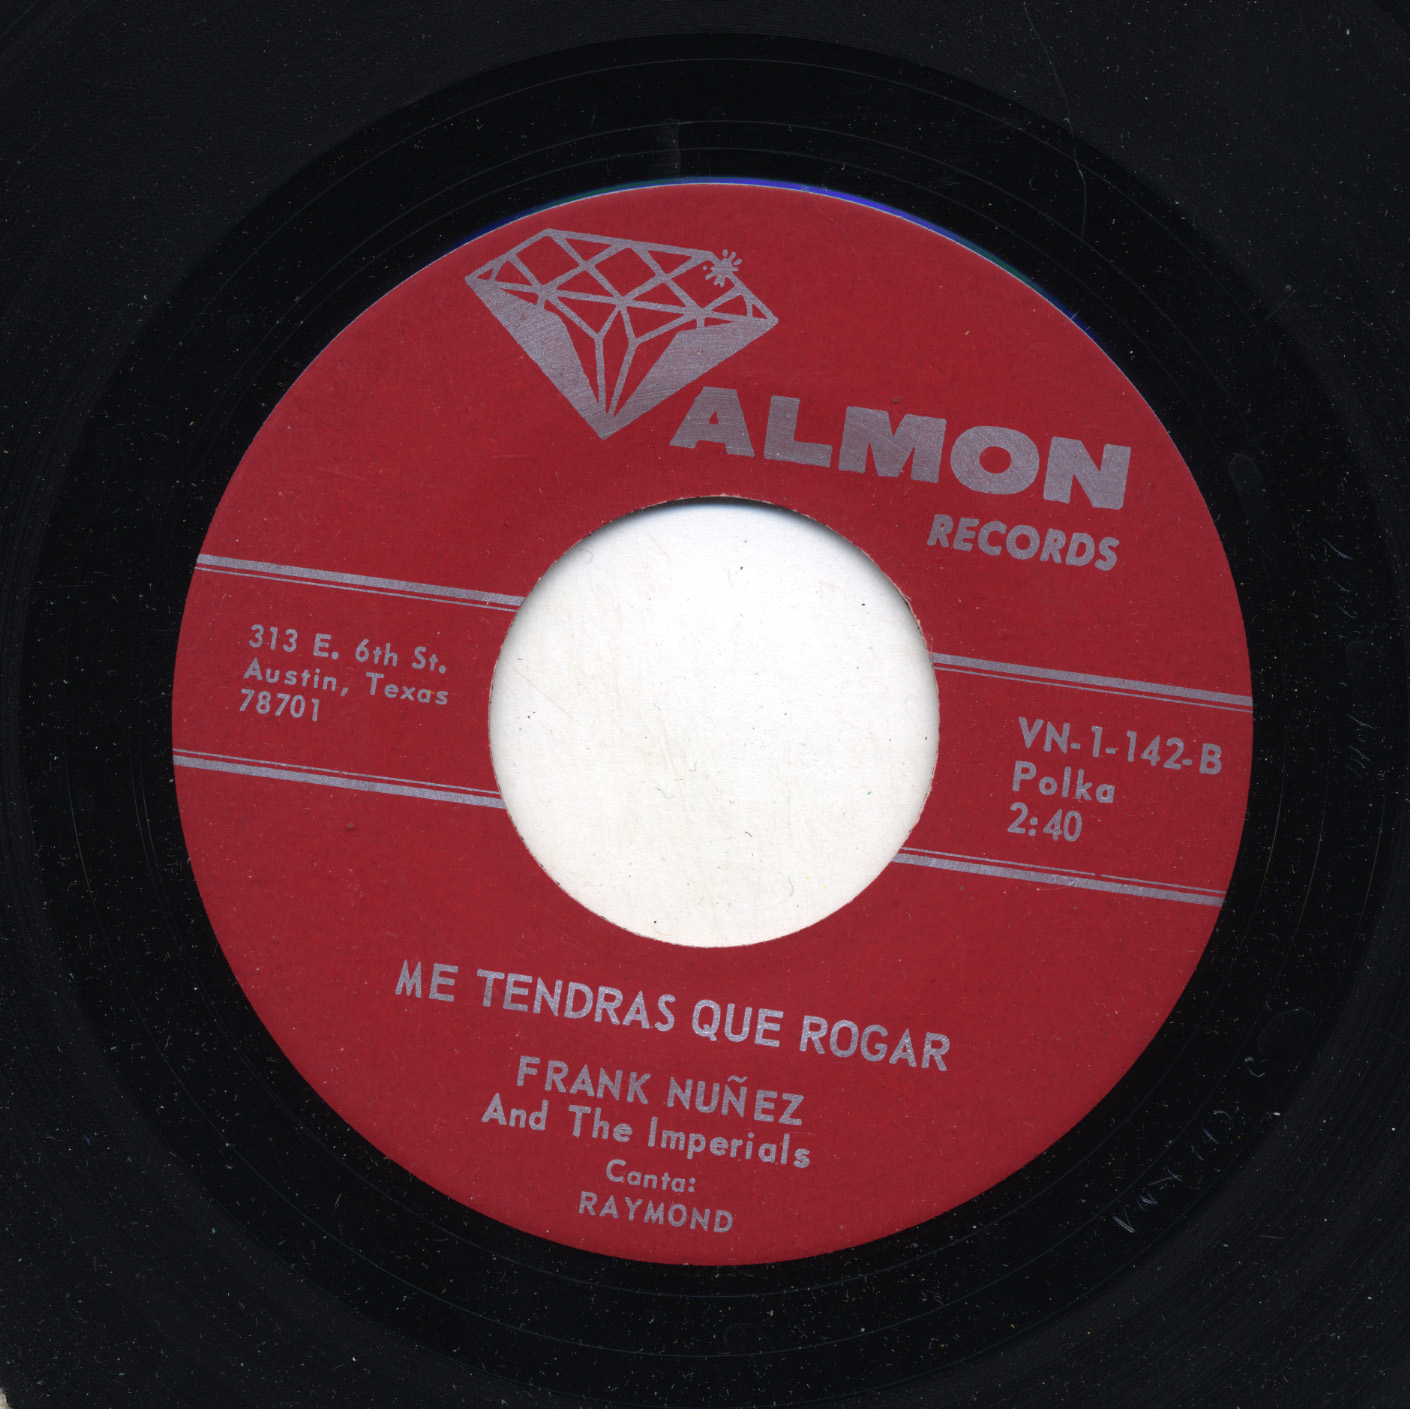 ALMON
RECORDS
313 E. 6th St.
Austin, Texas
78701
VN-1-142-B
Polka
2:40
ME TENDRAS QUE ROGAR
FRANK NUÑEZ
And The Imperials
Canta:
RAYMOND